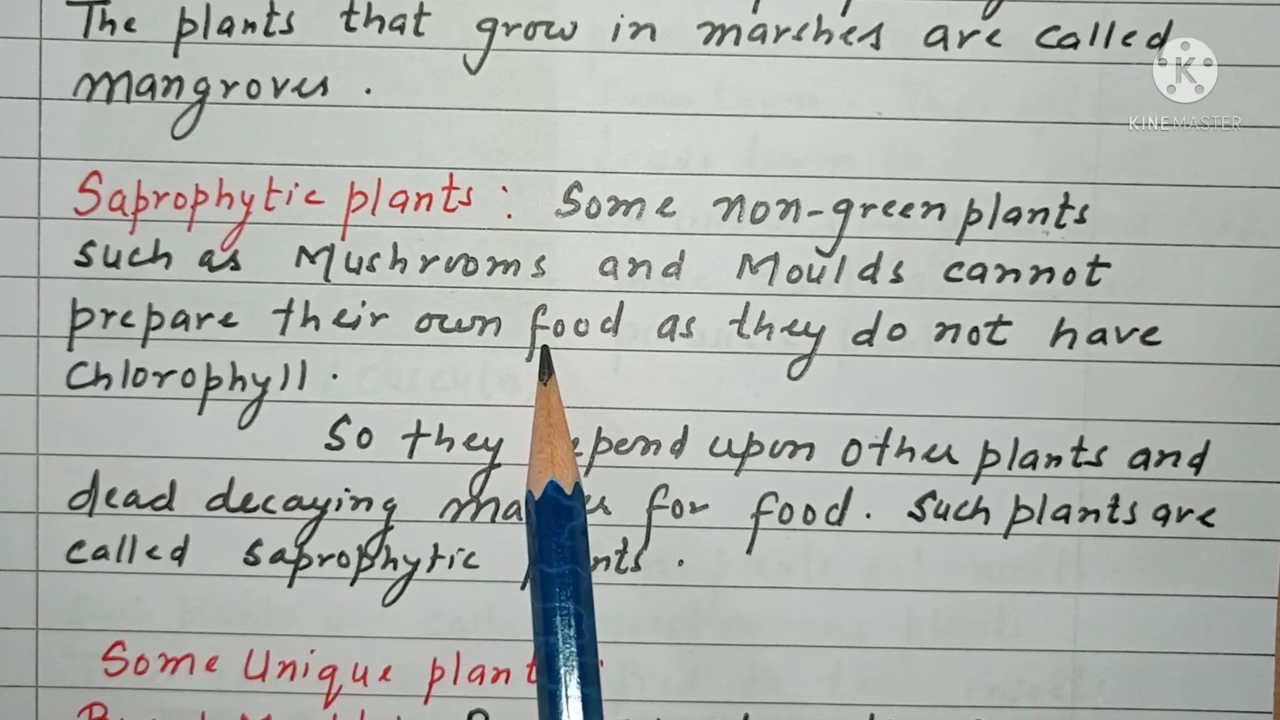 The plants that grow in marshes are called
mangroves.
KINEMASTER
Saprophytic plants: Some non-green plants
such as Mushrooms and Moulds cannot
prepare their own food as they do not have
Chlorophyll.
So they upon other plants and
dead decaying for food. Such plants are
called saprophytic .
Some Unique